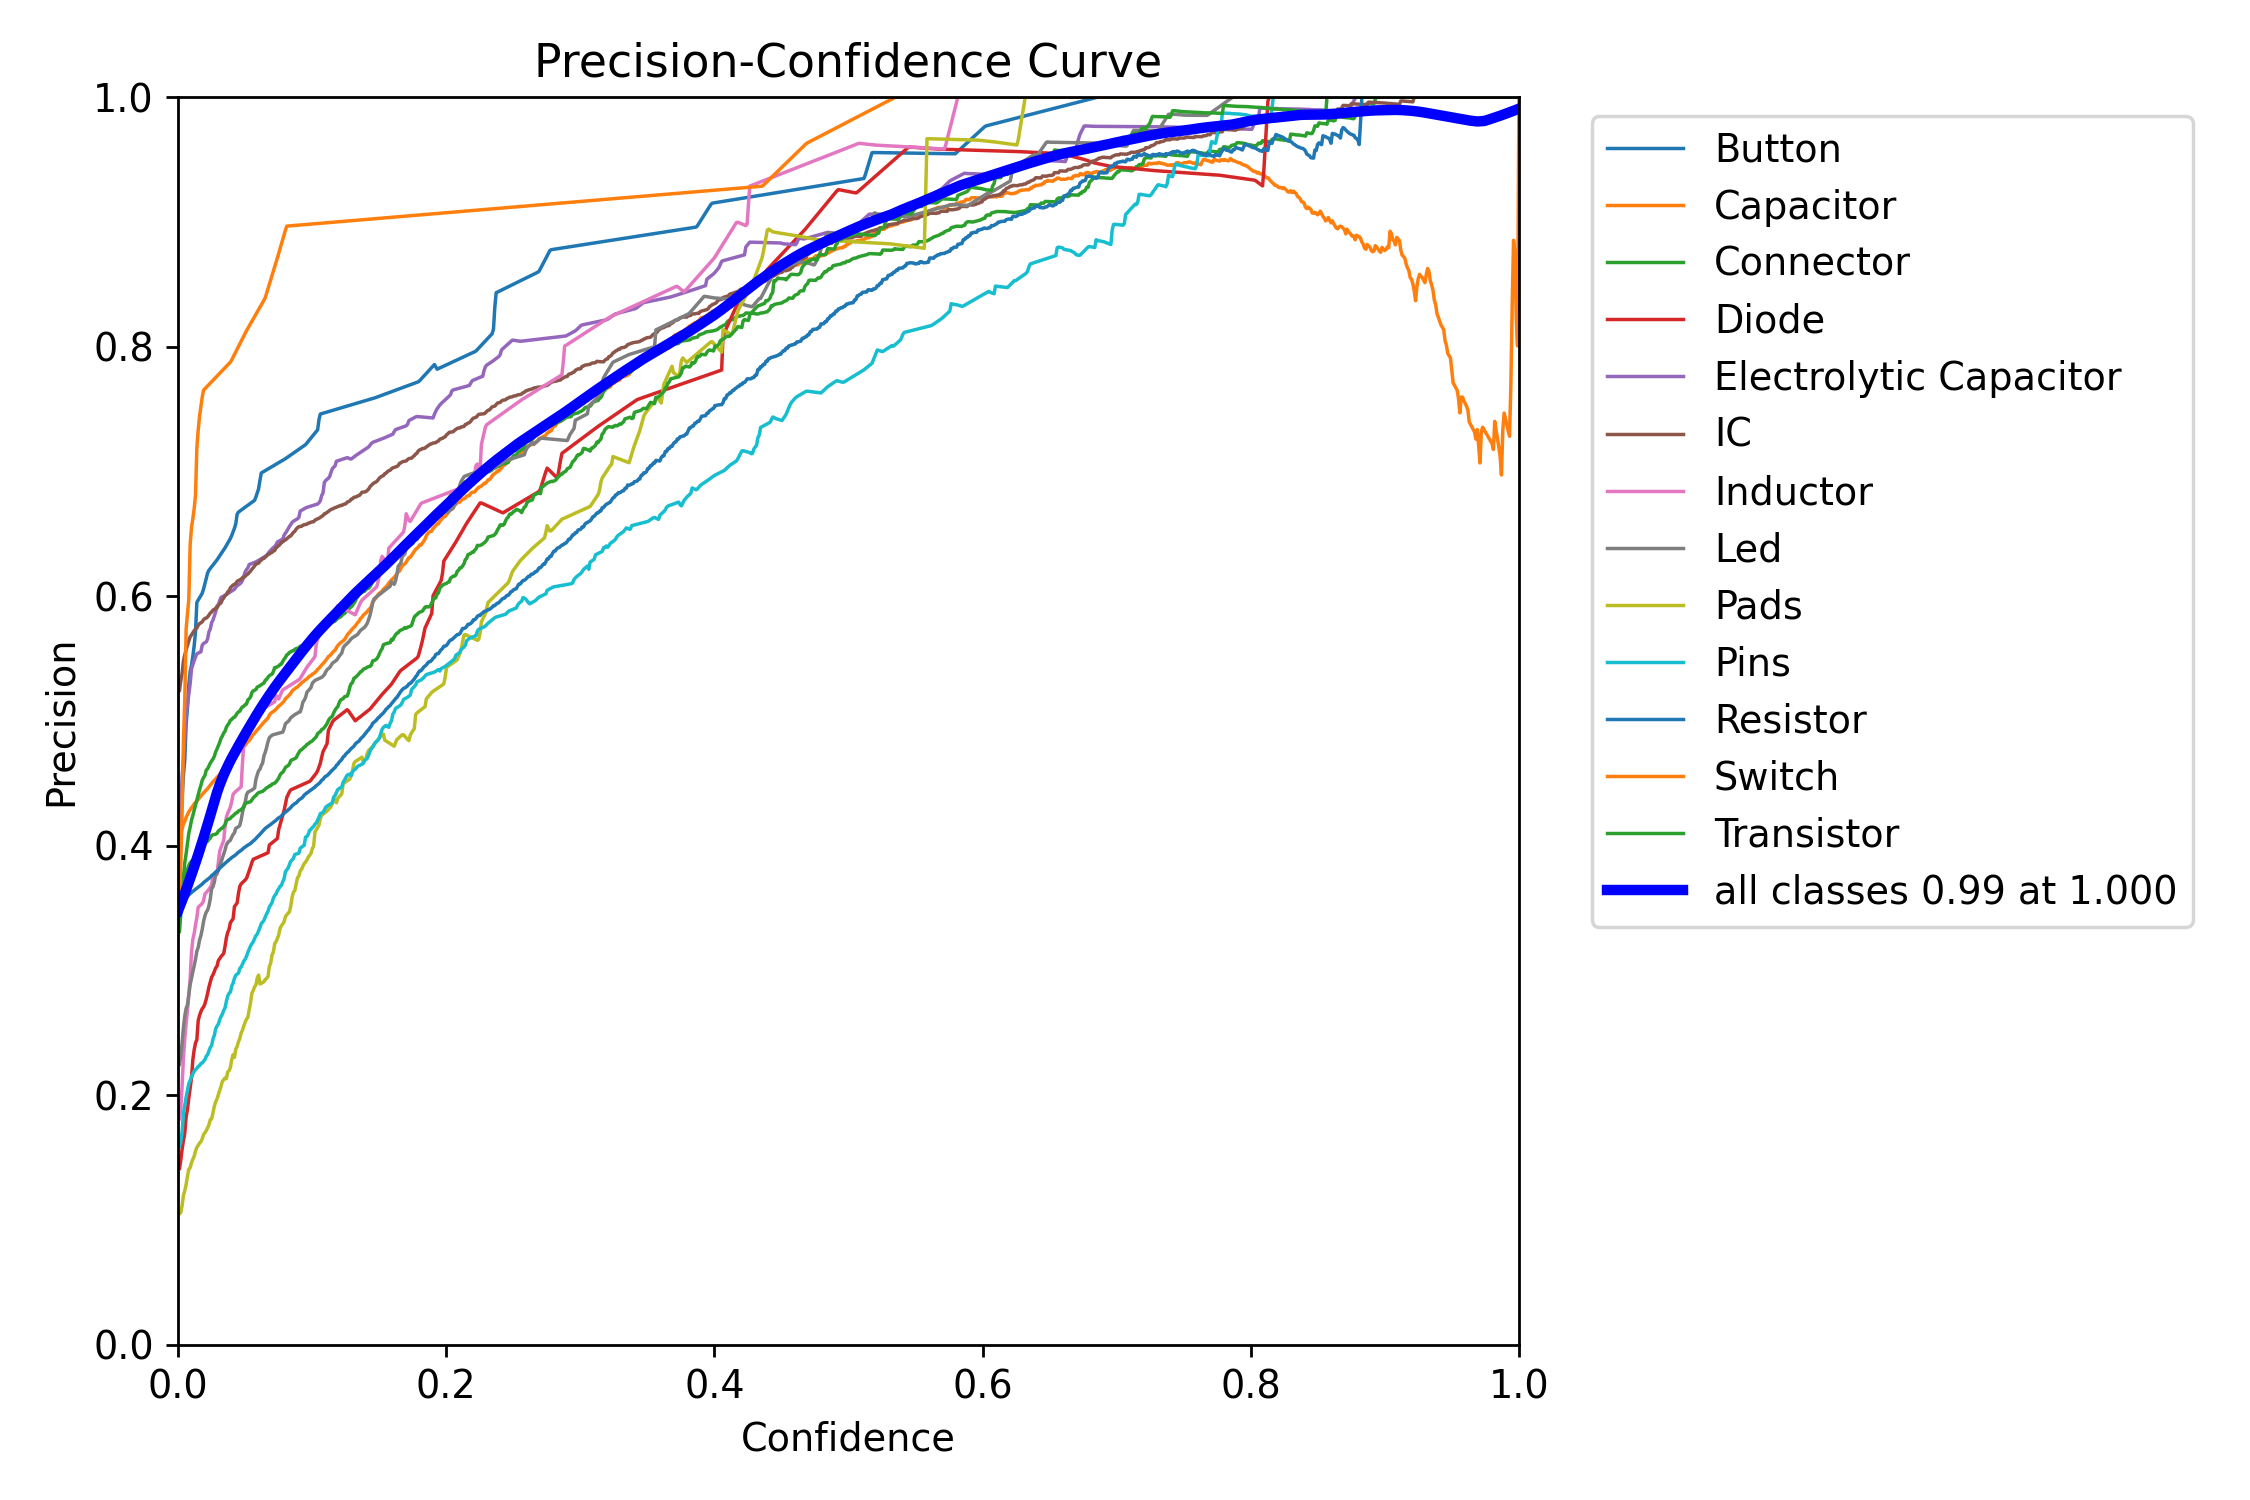 Precision-Confidence Curve
1.0
0.8
0.6
0.4
0.2
0.0
Precision
0.0 0.2 0.4 0.6 0.8 1.0
Confidence
Button
Capacitor
Connector
Diode
Electrolytic Capacitor
IC
Inductor
Led
Pads
Pins
Resistor
Switch
Transistor
all classes 0.99 at 1.000